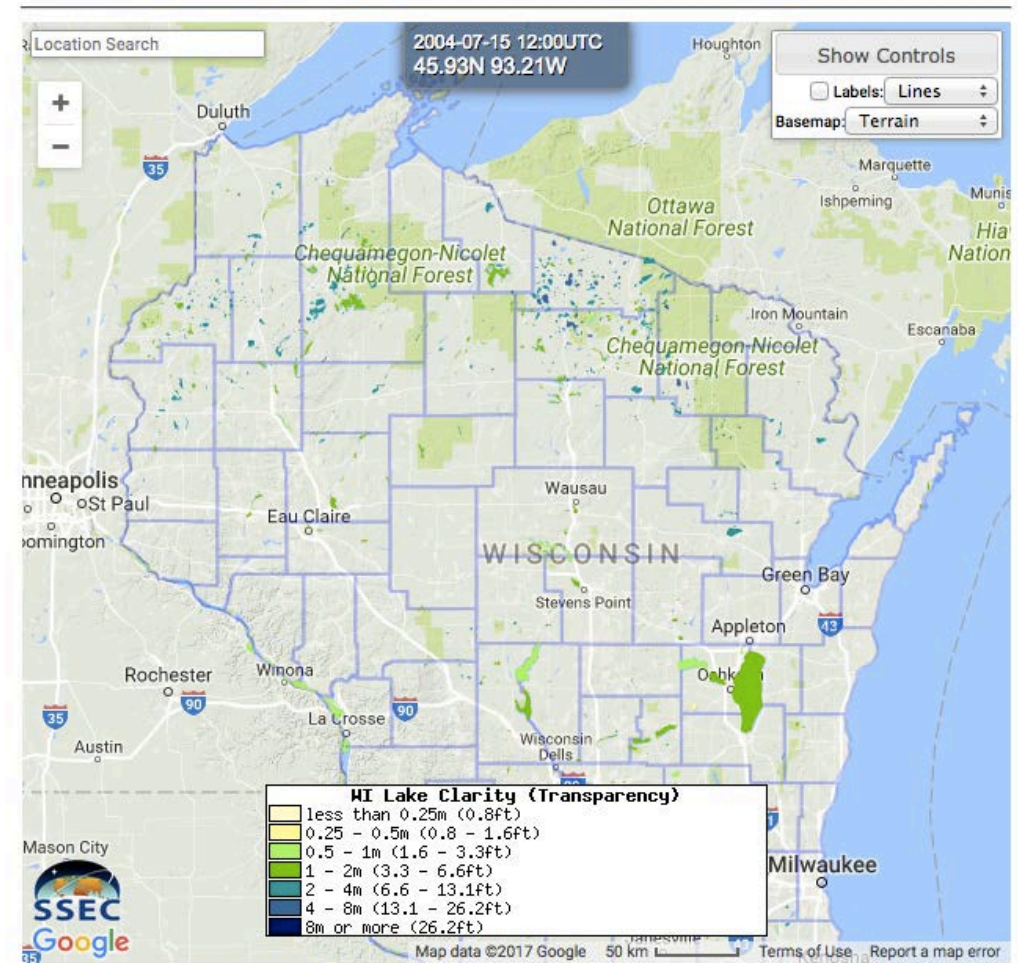 Location Search
2004-07-15 12:00UTC
45.93N 93.21W
Houghton
Show Controls
Labels: Lines
Basemap: Terrain
+
−
Duluth
35
Marquette
Ishpeming
Munis
Ottawa
National Forest
Hia
Nation
Chequamegon-Nicolet
National Forest
Iron Mountain
Escanaba
Chequamegon-Nicolet
National Forest
nneapolis
St Paul
oomington
Wausau
Eau Claire
WISCONSIN
Green Bay
Stevens Point
43
Appleton
Rochester
Winona
90
35
La Crosse
90
Austin
Wisconsin
Dells
WI Lake Clarity (Transparency)
less than 0.25m (0.8ft)
0.25 - 0.5m (0.8 - 1.6ft)
0.5 - 1m (1.6 - 3.3ft)
1 - 2m (3.3 - 6.6ft)
2 - 4m (6.6 - 13.1ft)
4 - 8m (13.1 - 26.2ft)
8m or more (26.2ft)
Mason City
Milwaukee
SSEC
Google
35
Map data ©2017 Google 50 km Terms of Use Report a map error